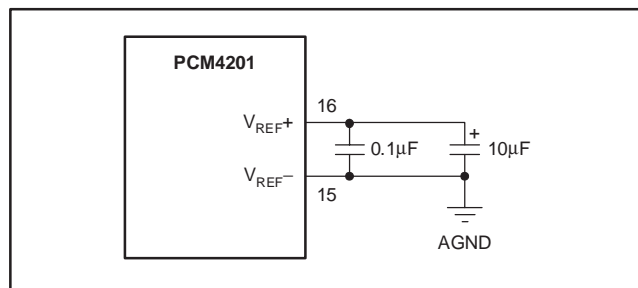 PCM4201
16
VREF+
+
0.1µF
10µF
VREF−
15
AGND